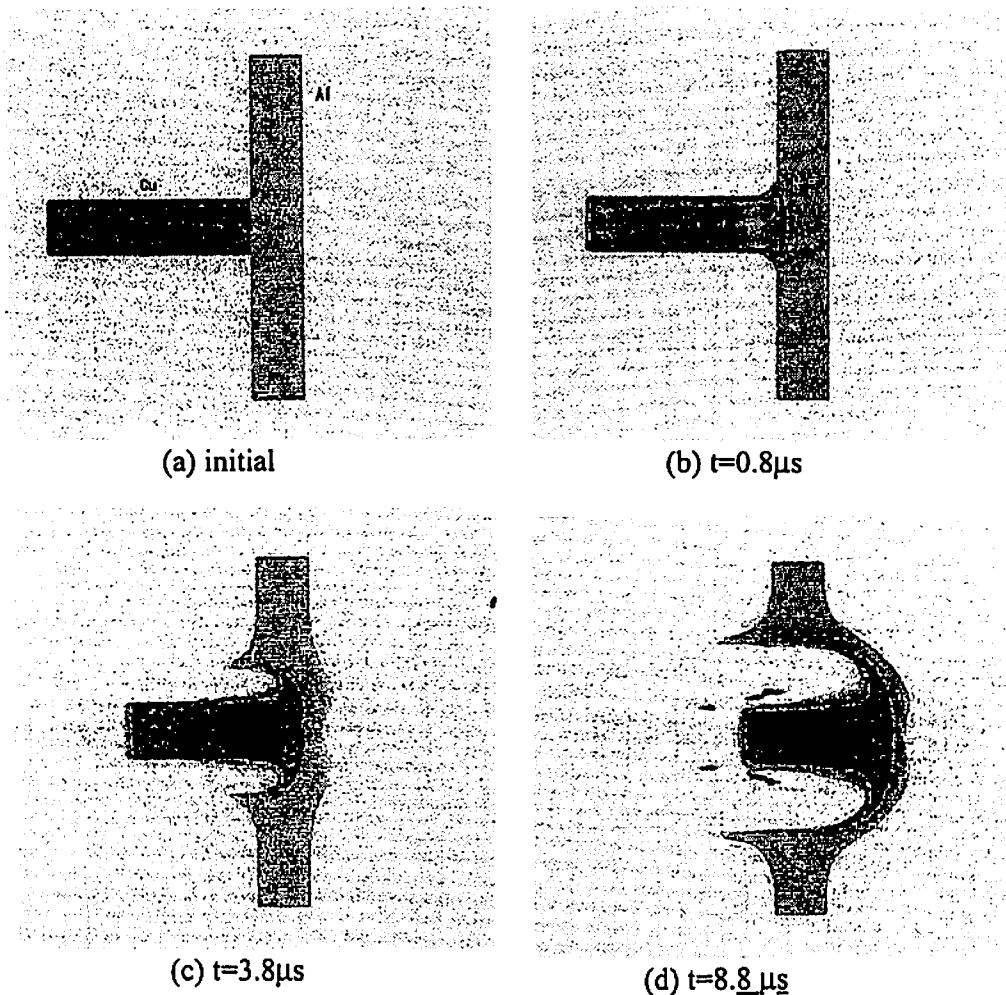 Al
Cu
(a) initial
(b) t=0.8μs
(c) t=3.8μs
(d) t=8.8 μs